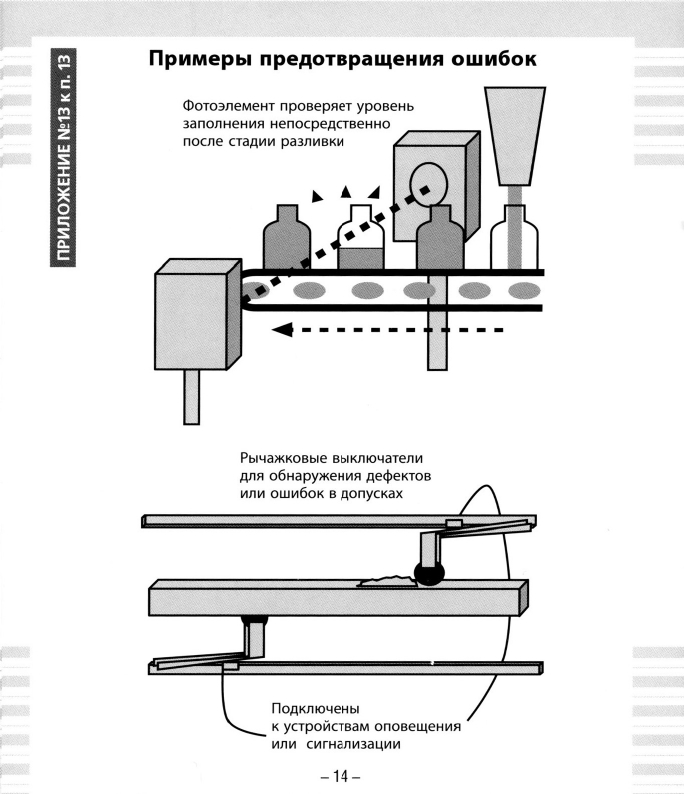 Примеры предотвращения ошибок
ПРИЛОЖЕНИЕ №13 к п. 13
Фотоэлемент проверяет уровень
заполнения непосредственно
после стадии разливки
Рычажковые выключатели
для обнаружения дефектов
или ошибок в допусках
Подключены
к устройствам оповещения
или сигнализации
– 14 –